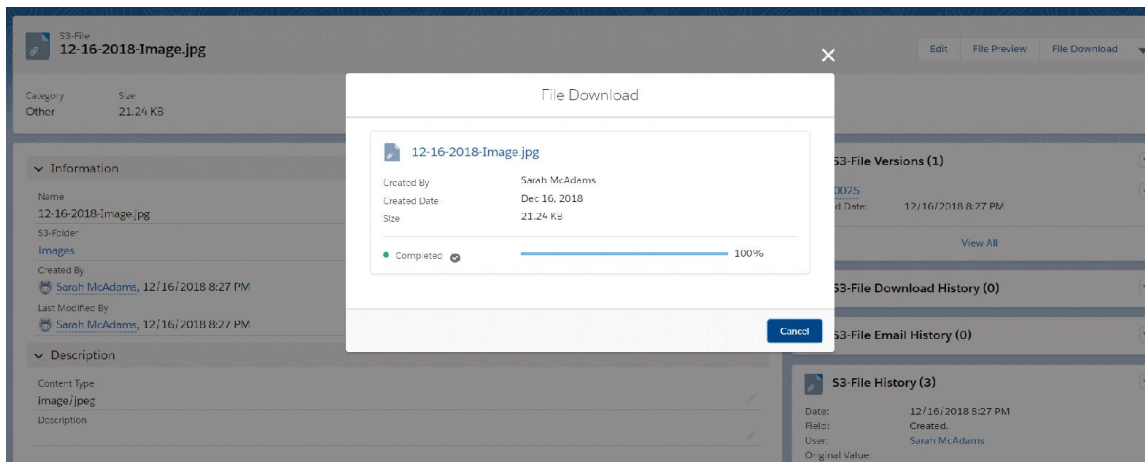 S3-File
12-16-2018-Image.jpg
Edit
File Preview
File Download
Category
Size
Other
21.24 KB
File Download
12-16-2018-Image.jpg
Created By
Sarah McAdams
Created Date
Dec 16, 2018
Size
21.24 KB
Completed
100%
Cancel
Information
Name
12-16-2018-Image.jpg
S3-Folder
Images
Created By
Sarah McAdams, 12/16/2018 8:27 PM
Last Modified By
Sarah McAdams, 12/16/2018 8:27 PM
Description
Content Type
image/jpeg
Description
S3-File Versions (1)
0025
d Date:
12/16/2018 8:27 PM
View All
S3-File Download History (0)
S3-File Email History (0)
S3-File History (3)
Date:
12/16/2018 8:27 PM
Field:
Created.
User:
Sarah McAdams
Original Value: